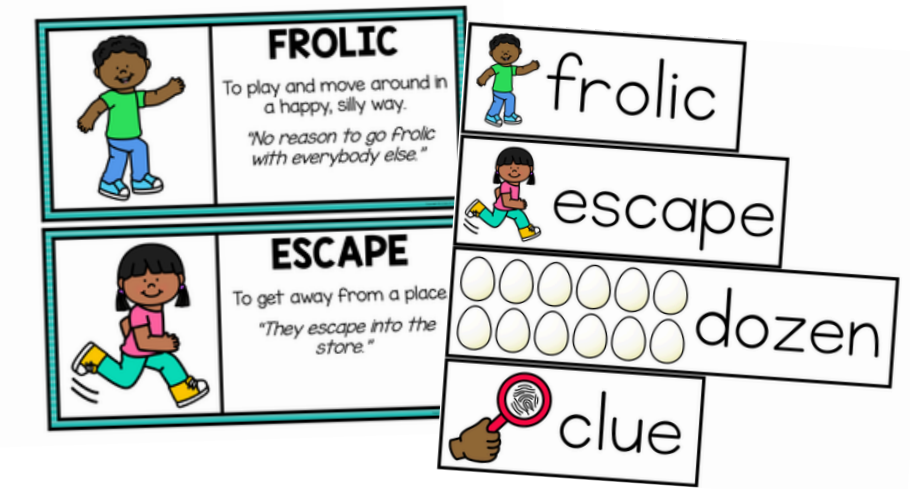 FROLIC
To play and move around in
a happy, silly way.
"No reason to go frolic
with everybody else."
ESCAPE
To get away from a place
"They escape into the
store."
frolic
escape
dozen
clue